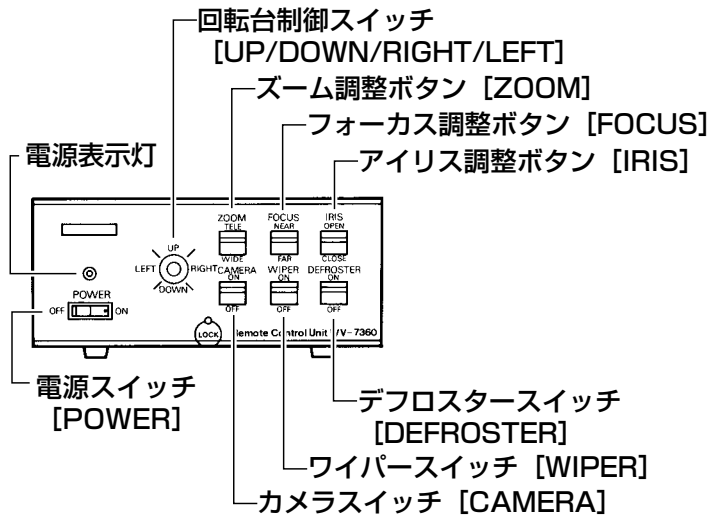 回転台制御スイッチ
[UP/DOWN/RIGHT/LEFT]
ズーム調整ボタン [ZOOM]
フォーカス調整ボタン [FOCUS]
電源表示灯
アイリス調整ボタン [IRIS]
ZOOM FOCUS IRIS
TELE NEAR OPEN
UP
WIDE FAR CLOSE
LEFT RIGHT CAMERA WIPER DEFROSTER
ON ON ON
DOWN
POWER
OFF ON OFF OFF OFF
LOCK Remote Control Unit WV-7360
電源スイッチ
[POWER]
デフロスタースイッチ
[DEFROSTER]
ワイパースイッチ [WIPER]
カメラスイッチ [CAMERA]